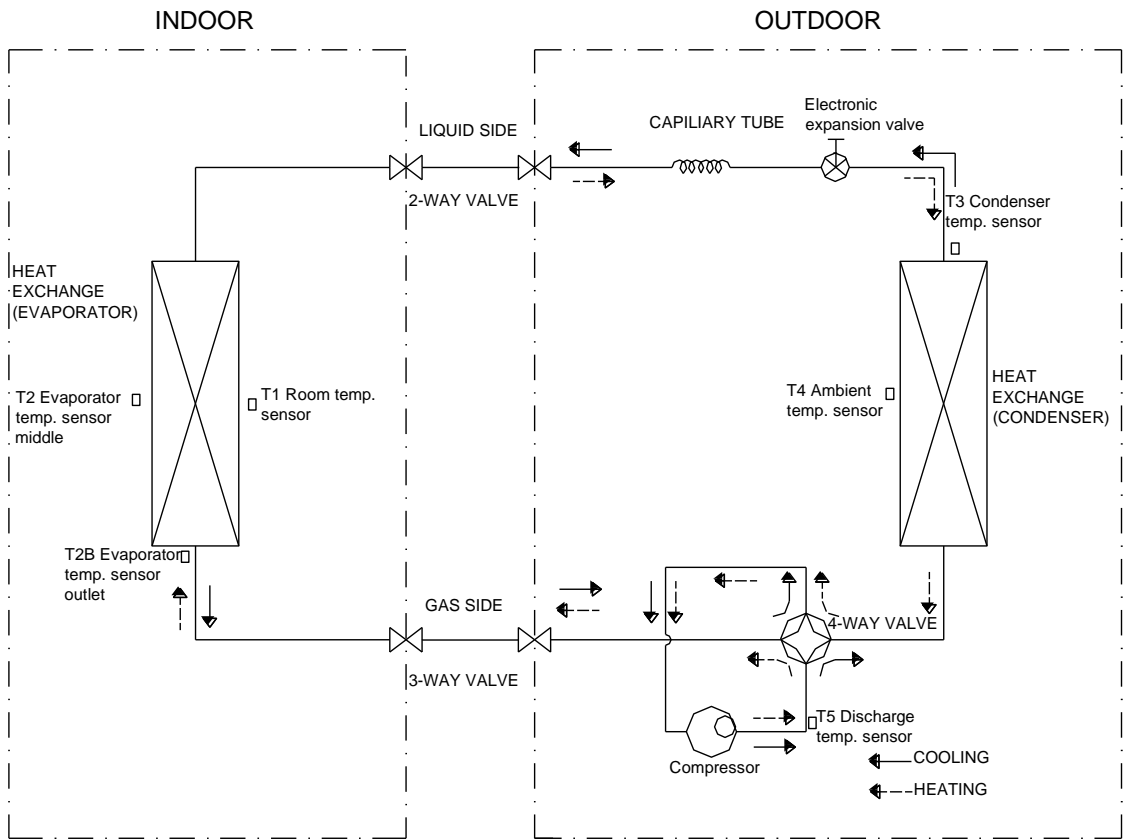 INDOOR
OUTDOOR
LIQUID SIDE
2-WAY VALVE
CAPILIARY TUBE
Electronic
expansion valve
T3 Condenser
temp. sensor
HEAT
EXCHANGE
(EVAPORATOR)
T2 Evaporator
temp. sensor
middle
T1 Room temp.
sensor
T4 Ambient
temp. sensor
HEAT
EXCHANGE
(CONDENSER)
T2B Evaporator
temp. sensor
outlet
GAS SIDE
3-WAY VALVE
4-WAY VALVE
T5 Discharge
temp. sensor
Compressor
COOLING
HEATING